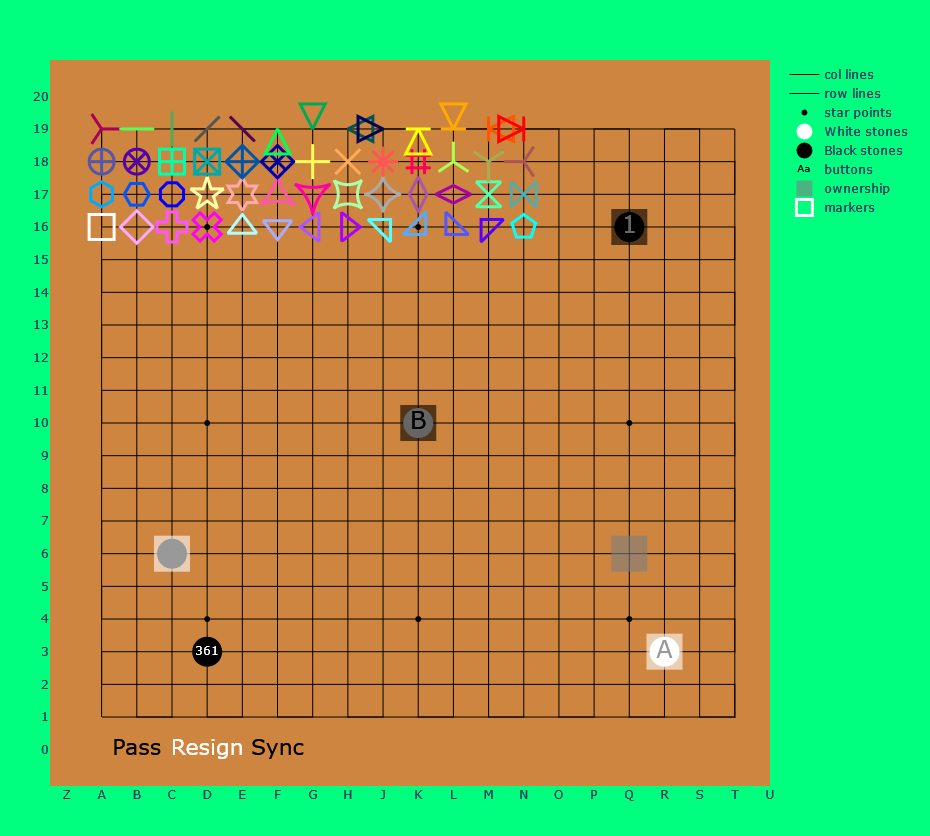 col lines
row lines
star points
White stones
Black stones
Aa buttons
ownership
markers
20
19
18
17
16 1
15
14
13
12
11
10 B
9
8
7
6
5
4
3 361 A
2
1
0 Pass Resign Sync
Z A B C D E F G H J K L M N O P Q R S T U